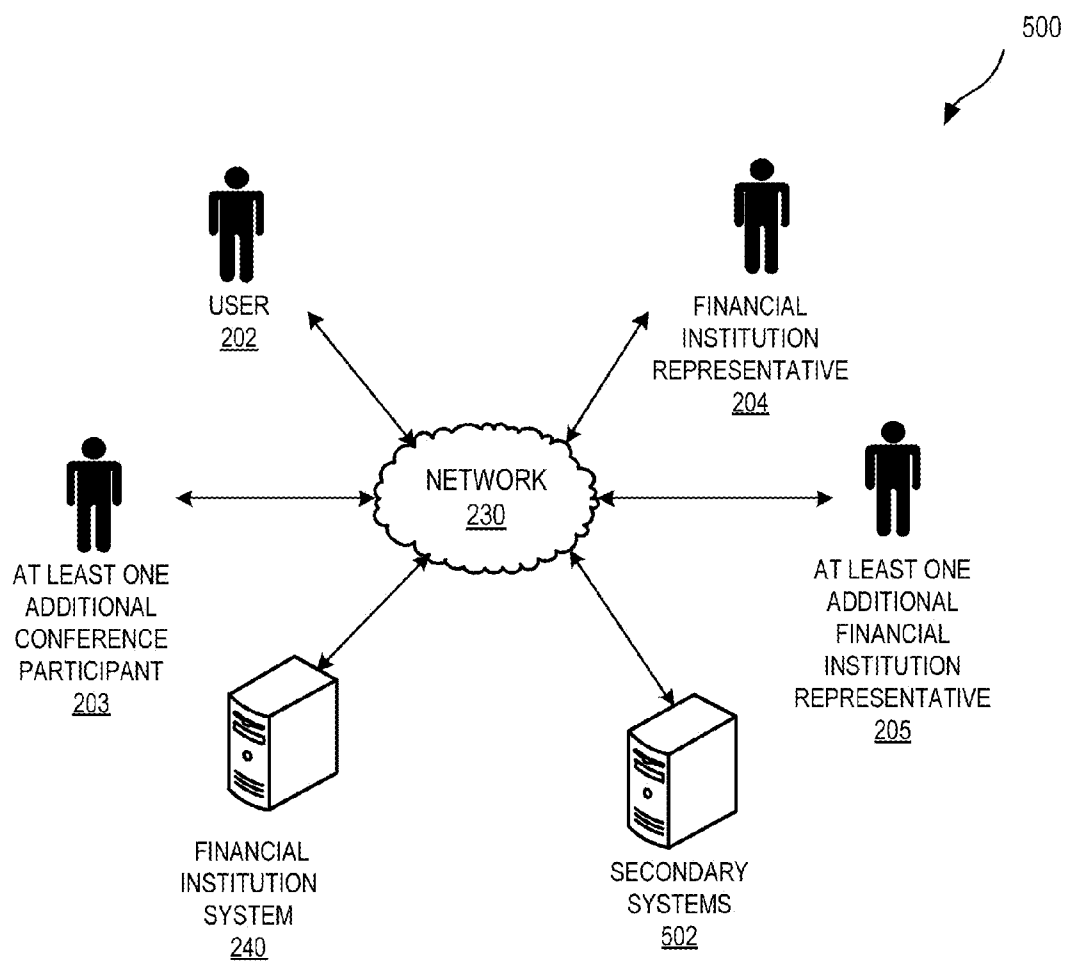 500
USER
202
FINANCIAL
INSTITUTION
REPRESENTATIVE
204
NETWORK
230
AT LEAST ONE
ADDITIONAL
CONFERENCE
PARTICIPANT
203
AT LEAST ONE
ADDITIONAL
FINANCIAL
INSTITUTION
REPRESENTATIVE
205
FINANCIAL
INSTITUTION
SYSTEM
240
SECONDARY
SYSTEMS
502